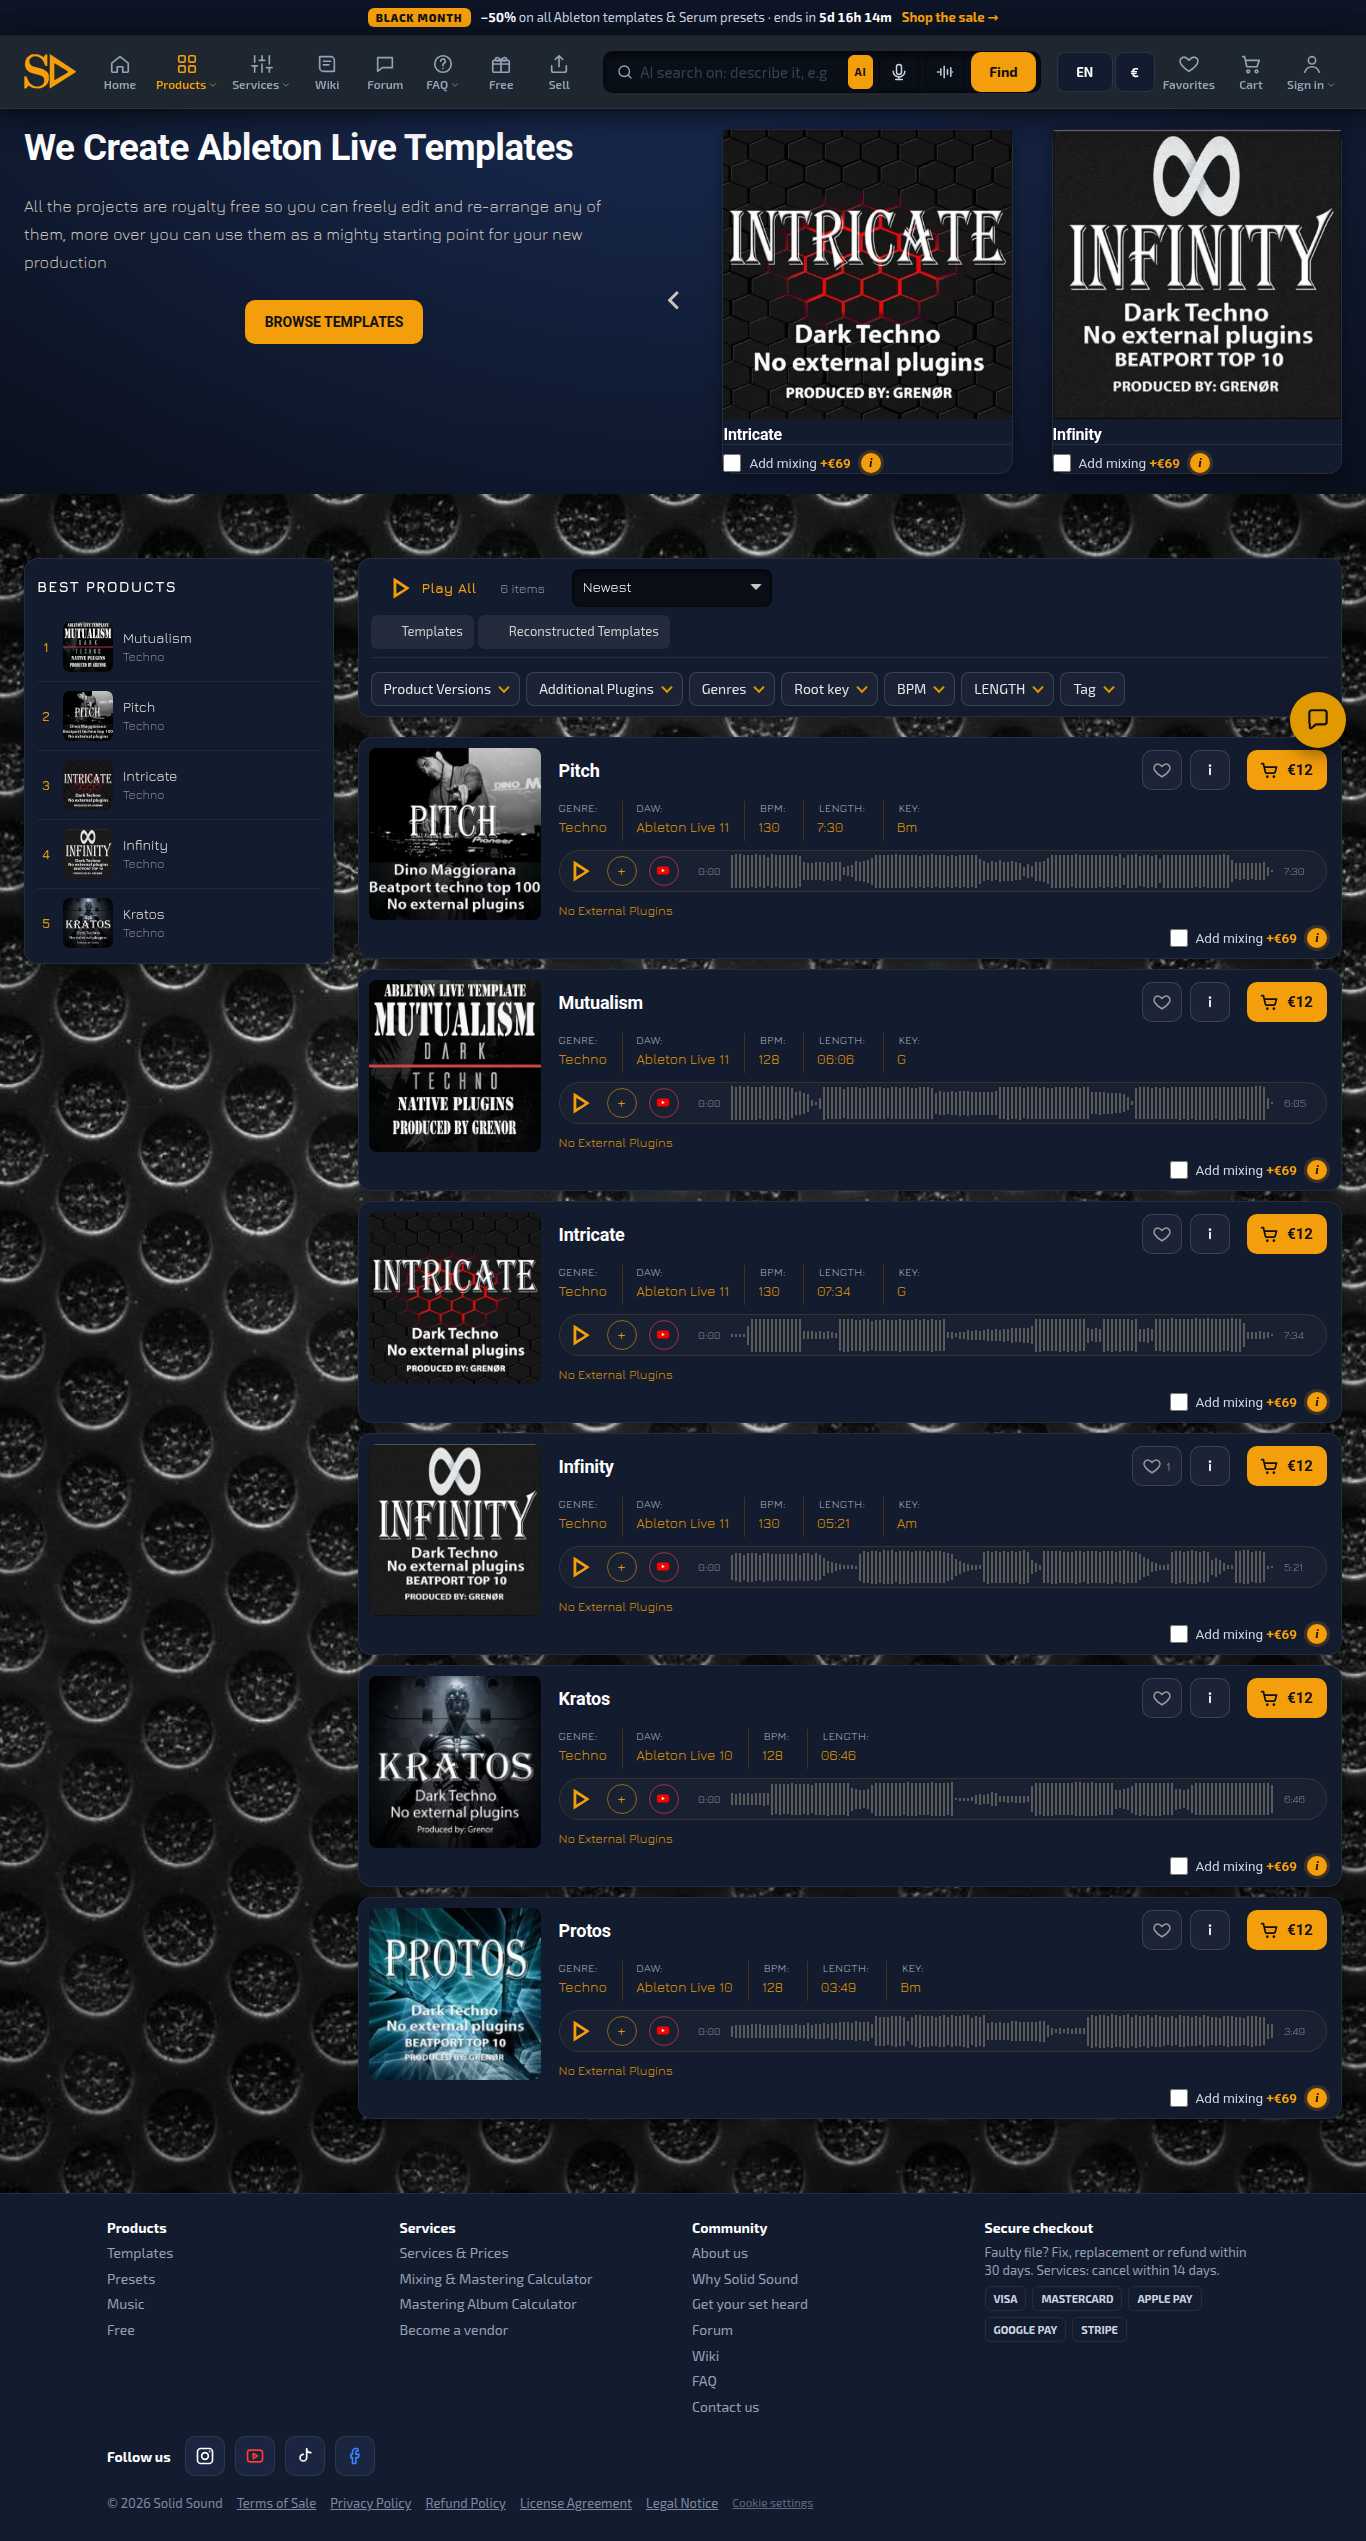 BLACK MONTH −50% on all Ableton templates & Serum presets · ends in 5d 16h 14m Shop the sale →
Home Products Services Wiki Forum FAQ Free Sell AI search on: describe it, e.g AI Find EN € Favorites Cart Sign in
We Create Ableton Live Templates
All the projects are royalty free so you can freely edit and re-arrange any of
them, more over you can use them as a mighty starting point for your new
production
BROWSE TEMPLATES
INTRICATE
Dark Techno
No external plugins
PRODUCED BY: GRENØR
Intricate
Add mixing +€69 i
INFINITY
Dark Techno
No external plugins
BEATPORT TOP 10
PRODUCED BY: GRENØR
Infinity
Add mixing +€69 i
BEST PRODUCTS
1 Mutualism
Techno
2 Pitch
Techno
3 Intricate
Techno
4 Infinity
Techno
5 Kratos
Techno
Play All 6 items Newest
Templates Reconstructed Templates
Product Versions Additional Plugins Genres Root key BPM LENGTH Tag
PITCH
Dino Maggiorana
Beatport techno top 100
No external plugins
Pitch i €12
GENRE: DAW: BPM: LENGTH: KEY:
Techno Ableton Live 11 130 7:30 Bm
+ 0:00 7:30
No External Plugins
Add mixing +€69 i
ABLETON LIVE TEMPLATE
MUTUALISM
DARK
TECHNO
NATIVE PLUGINS
PRODUCED BY GRENOR
Mutualism i €12
GENRE: DAW: BPM: LENGTH: KEY:
Techno Ableton Live 11 128 06:06 G
+ 0:00 6:05
No External Plugins
Add mixing +€69 i
INTRICATE
Dark Techno
No external plugins
PRODUCED BY: GRENØR
Intricate i €12
GENRE: DAW: BPM: LENGTH: KEY:
Techno Ableton Live 11 130 07:34 G
+ 0:00 7:34
No External Plugins
Add mixing +€69 i
INFINITY
Dark Techno
No external plugins
BEATPORT TOP 10
PRODUCED BY: GRENØR
Infinity 1 i €12
GENRE: DAW: BPM: LENGTH: KEY:
Techno Ableton Live 11 130 05:21 Am
+ 0:00 5:21
No External Plugins
Add mixing +€69 i
KRATOS
Dark Techno
No external plugins
Produced by: Grenor
Kratos i €12
GENRE: DAW: BPM: LENGTH:
Techno Ableton Live 10 128 06:46
+ 0:00 6:46
No External Plugins
Add mixing +€69 i
PROTOS
Dark Techno
No external plugins
BEATPORT TOP 10
PRODUCED BY: GRENØR
Protos i €12
GENRE: DAW: BPM: LENGTH: KEY:
Techno Ableton Live 10 128 03:49 Bm
+ 0:00 3:49
No External Plugins
Add mixing +€69 i
Products
Templates
Presets
Music
Free
Services
Services & Prices
Mixing & Mastering Calculator
Mastering Album Calculator
Become a vendor
Community
About us
Why Solid Sound
Get your set heard
Forum
Wiki
FAQ
Contact us
Secure checkout
Faulty file? Fix, replacement or refund within
30 days. Services: cancel within 14 days.
VISA MASTERCARD APPLE PAY
GOOGLE PAY STRIPE
Follow us
© 2026 Solid Sound Terms of Sale Privacy Policy Refund Policy License Agreement Legal Notice Cookie settings